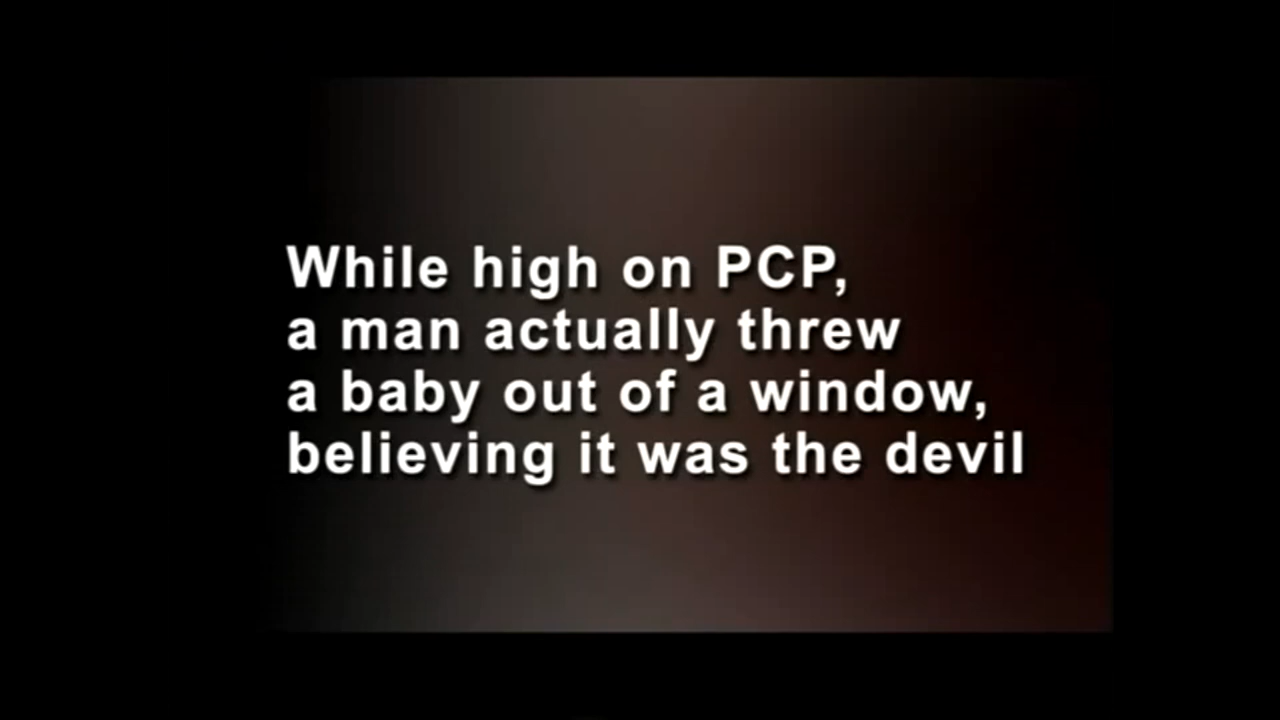 While high on PCP,
a man actually threw
a baby out of a window,
believing it was the devil